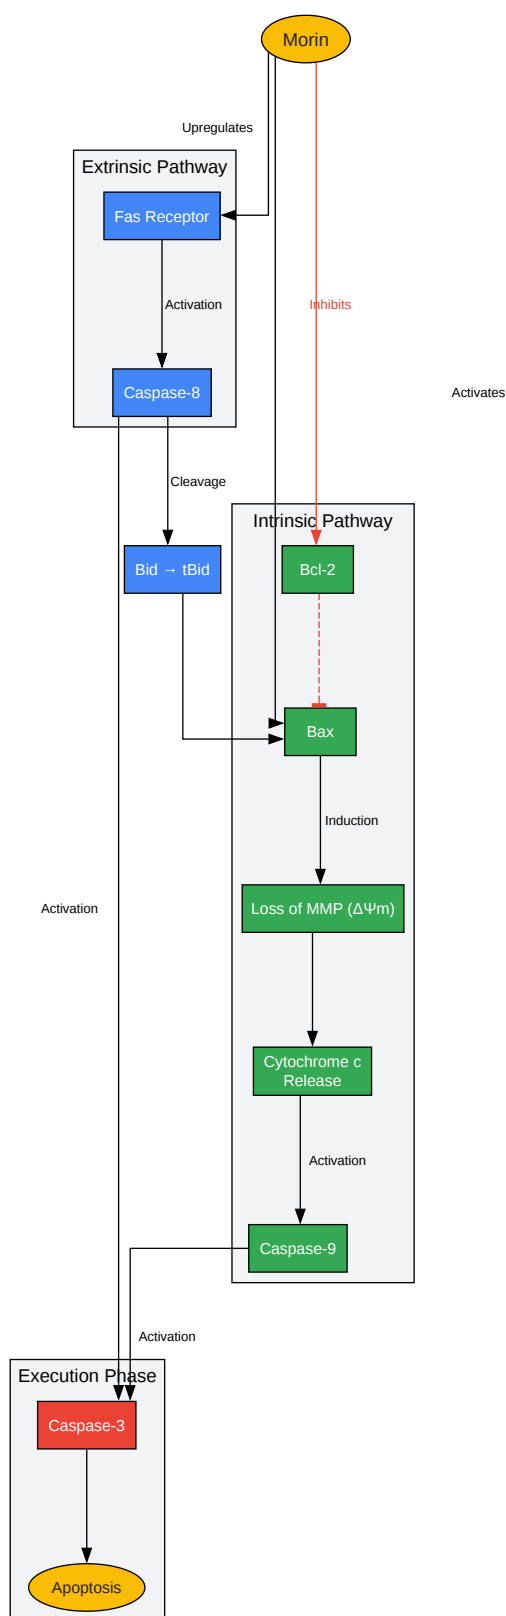 Morin
Upregulates
Extrinsic Pathway
Fas Receptor
Activation
Inhibits
Caspase-8
Activates
Cleavage
Intrinsic Pathway
Bid → tBid
Bcl-2
Bax
Induction
Activation
Loss of MMP (ΔΨm)
Cytochrome c
Release
Activation
Caspase-9
Activation
Execution Phase
Caspase-3
Apoptosis